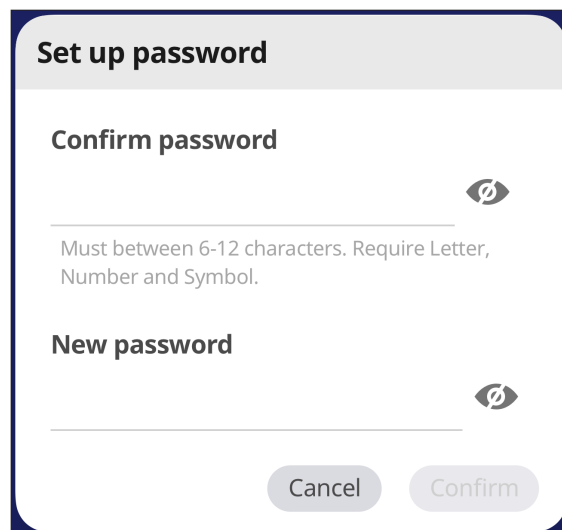 Set up password
Confirm password
Must between 6-12 characters. Require Letter,
Number and Symbol.
New password
Cancel
Confirm